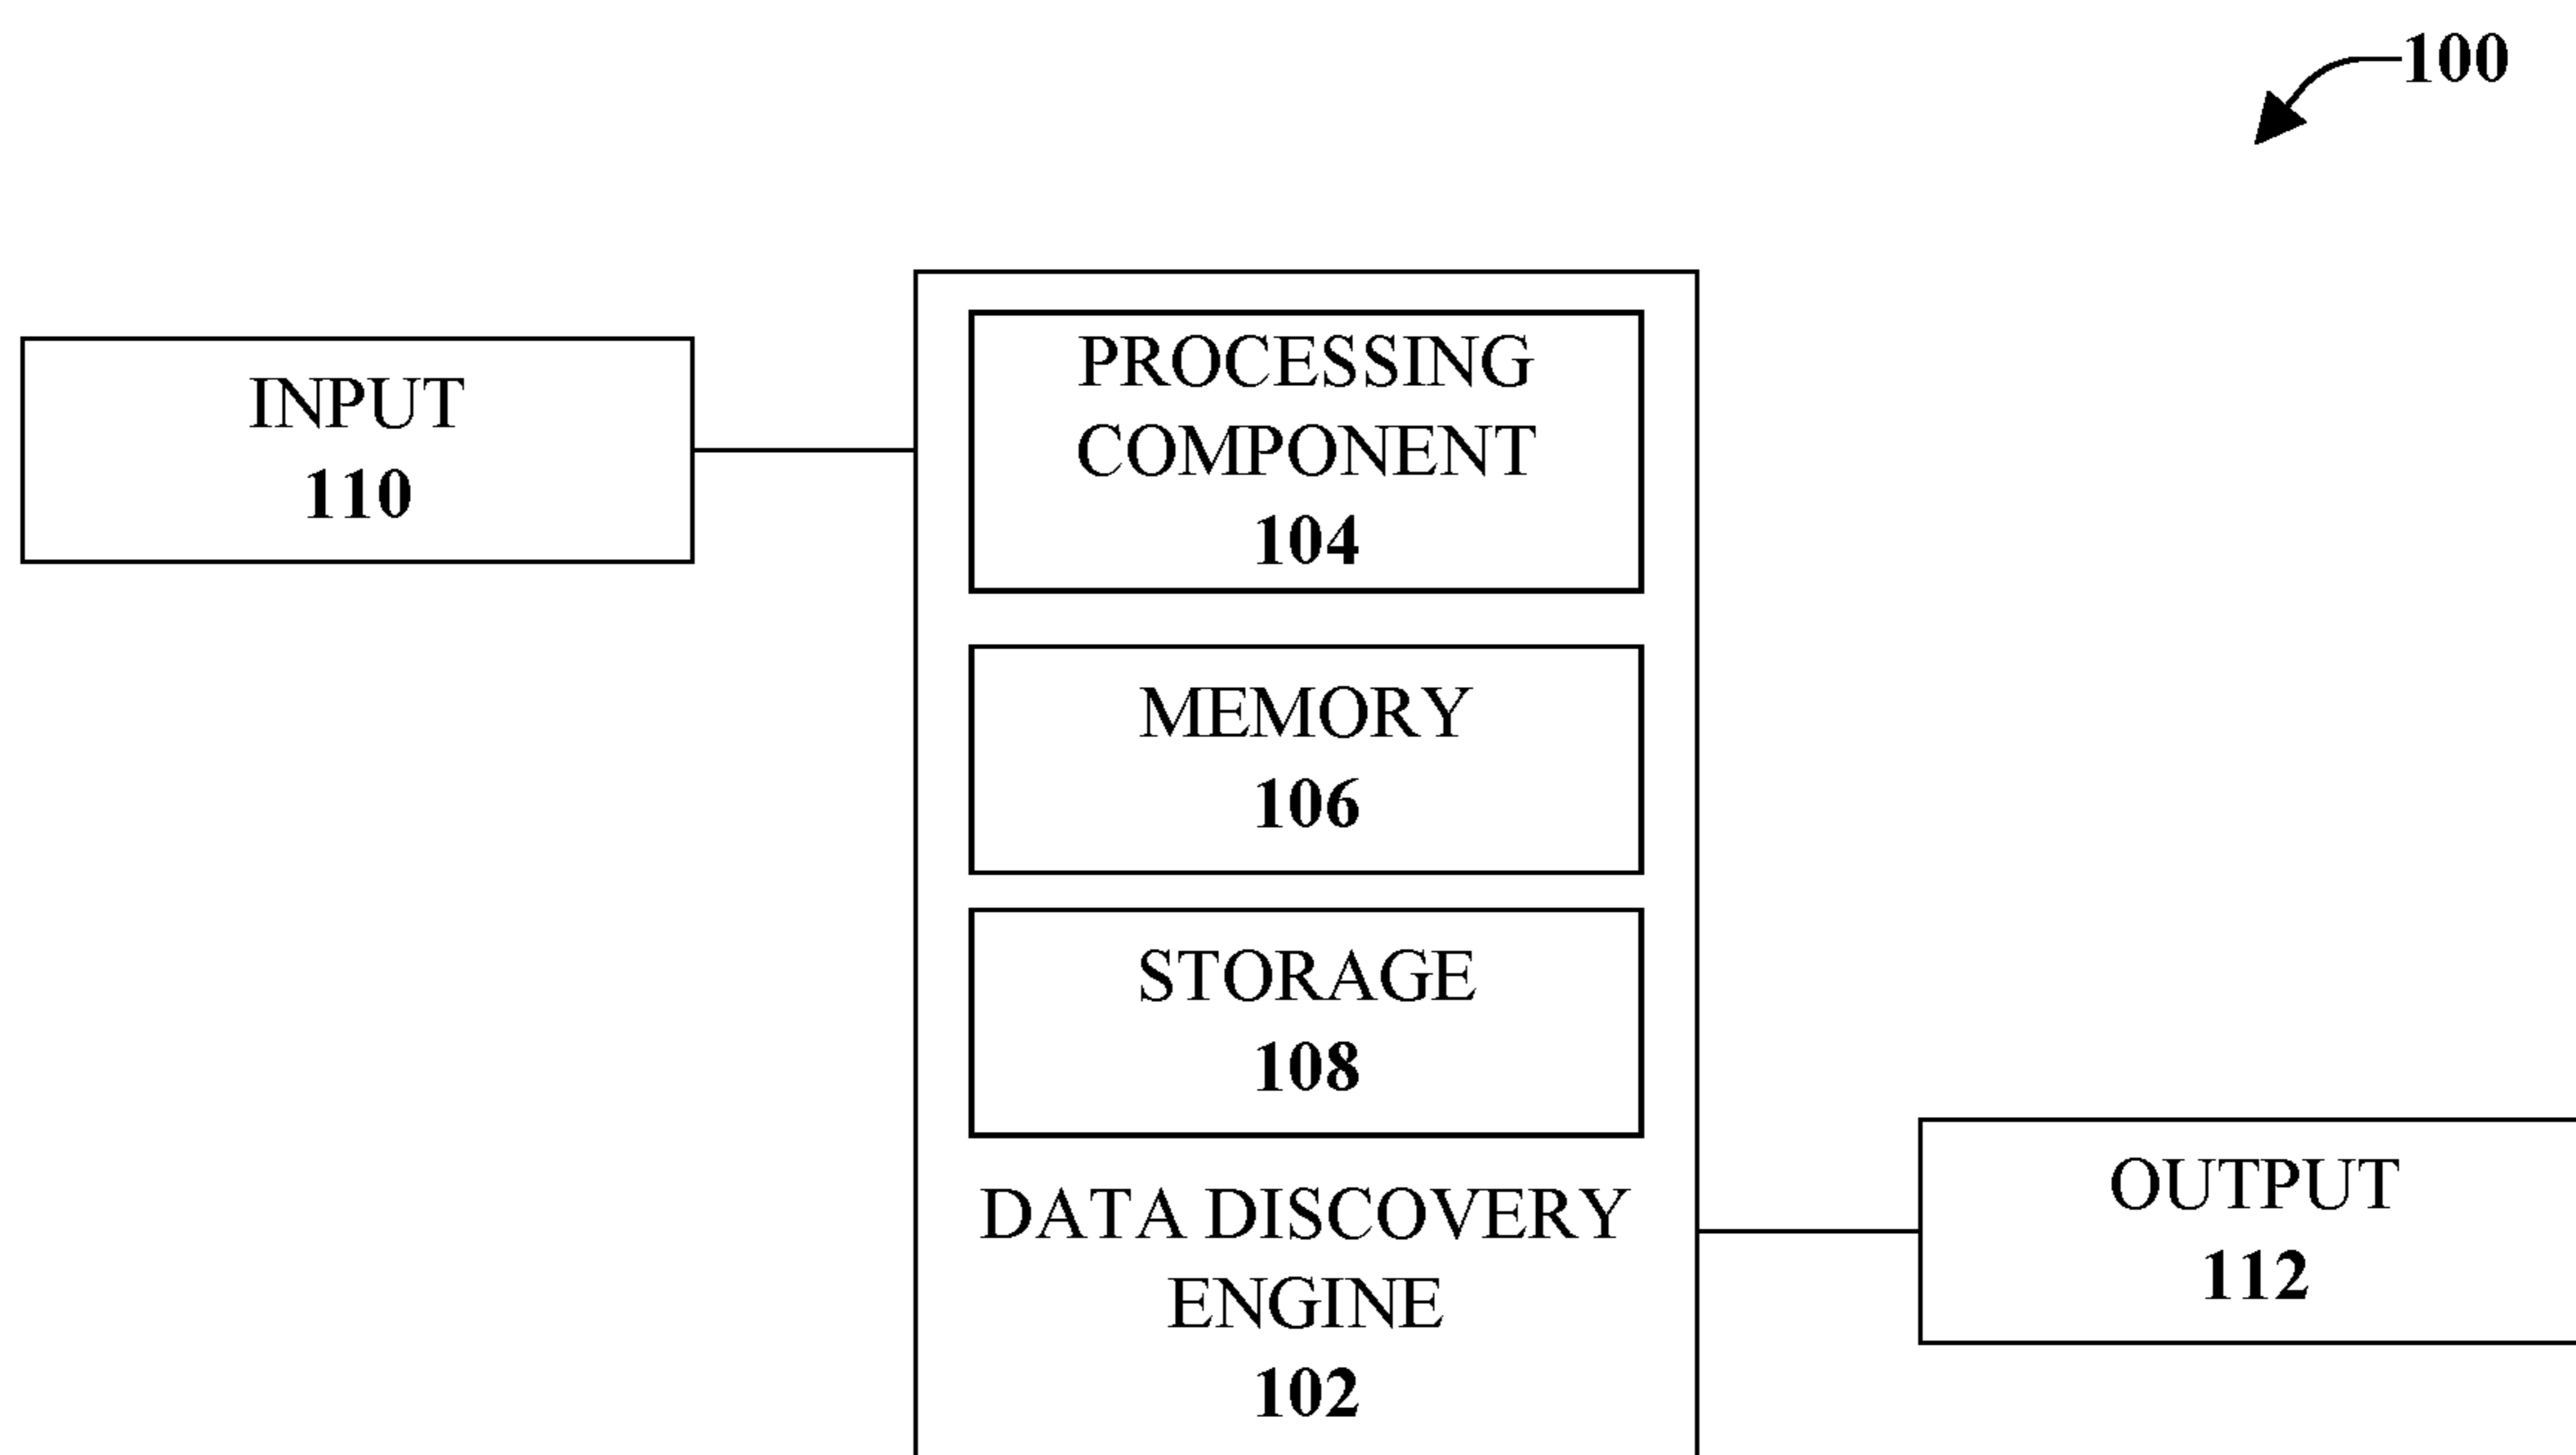 100
INPUT
110
PROCESSING
COMPONENT
104
MEMORY
106
STORAGE
108
DATA DISCOVERY
ENGINE
102
OUTPUT
112